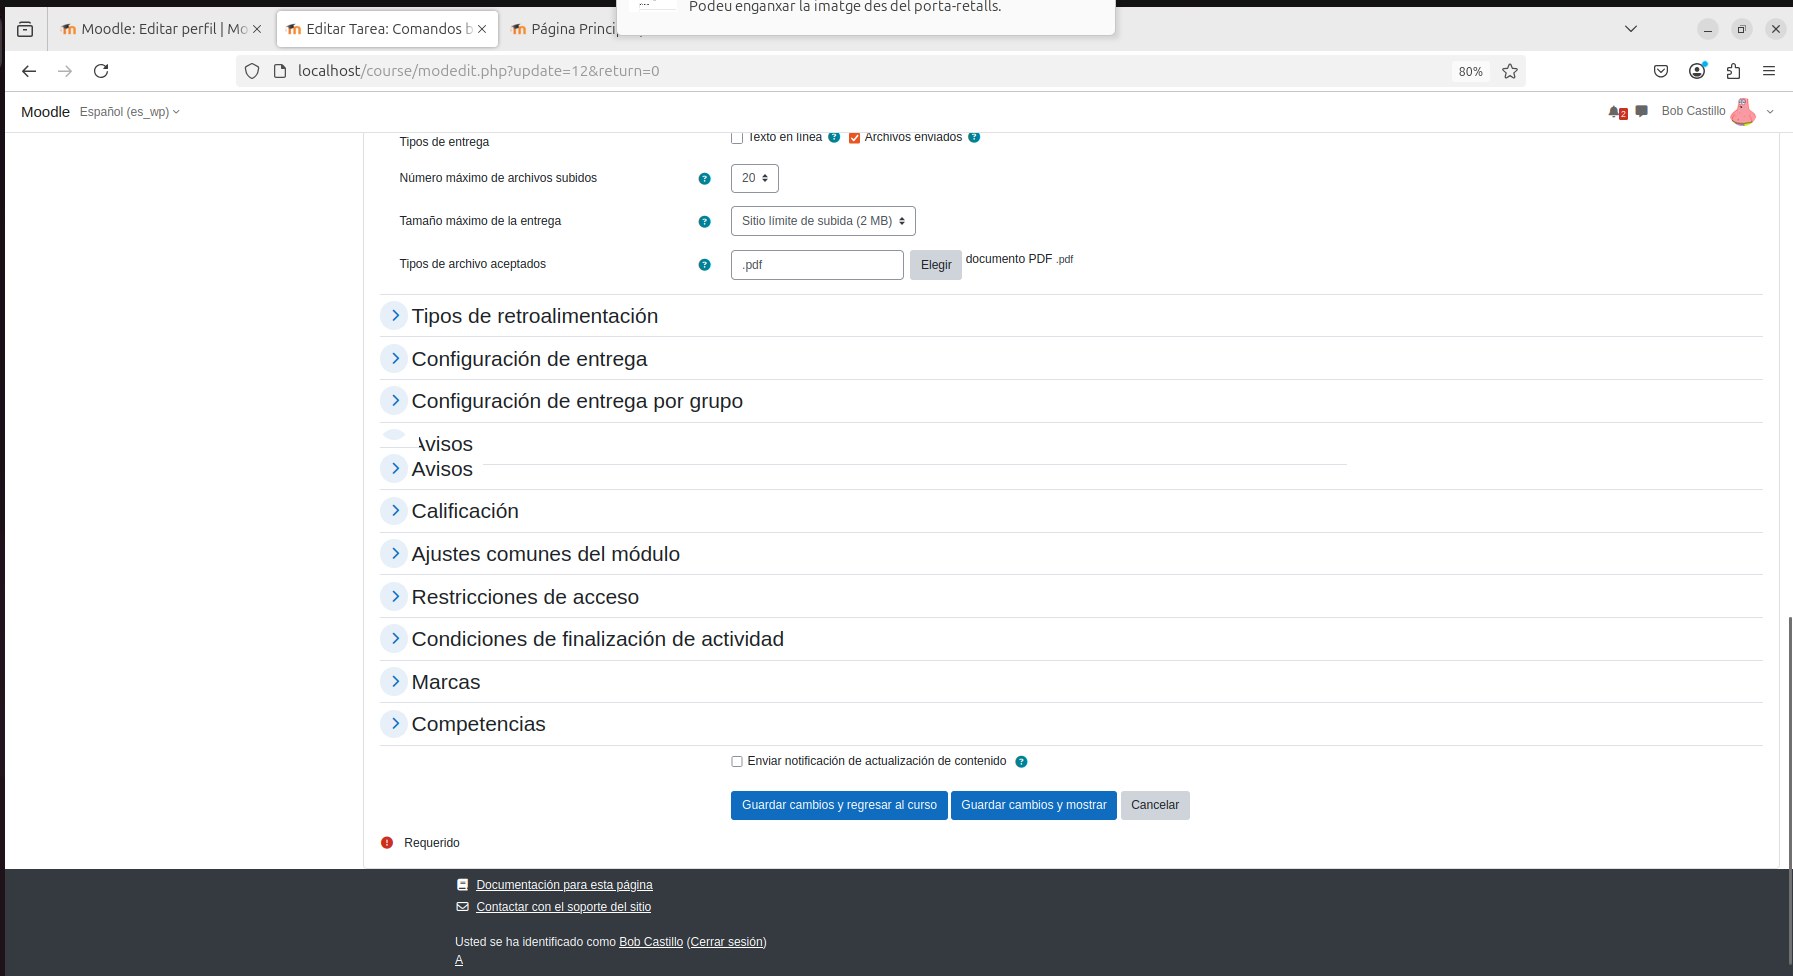 Podeu enganxar la imatge des del porta-retalls.
Moodle: Editar perfil | Mo
Editar Tarea: Comandos b
Página Princi
localhost/course/modedit.php?update=12&return=0
80%
Moodle
Español (es_wp)
2
Bob Castillo
Tipos de entrega
Texto en línea
Archivos enviados
Número máximo de archivos subidos
20
Tamaño máximo de la entrega
Sitio límite de subida (2 MB)
Tipos de archivo aceptados
.pdf
Elegir
documento PDF .pdf
Tipos de retroalimentación
Configuración de entrega
Configuración de entrega por grupo
Avisos
Avisos
Calificación
Ajustes comunes del módulo
Restricciones de acceso
Condiciones de finalización de actividad
Marcas
Competencias
Enviar notificación de actualización de contenido
Guardar cambios y regresar al curso
Guardar cambios y mostrar
Cancelar
Requerido
Documentación para esta página
Contactar con el soporte del sitio
Usted se ha identificado como Bob Castillo (Cerrar sesión)
A